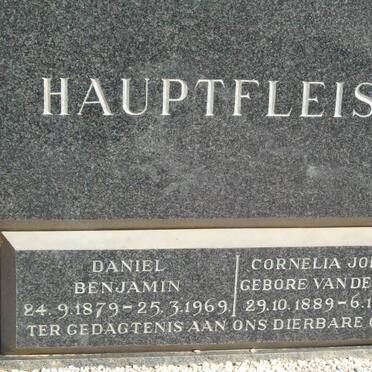 HAUPTFLEIS
DANIEL
BENJAMIN
24.9.1879-25.3.1969.
CORNELIA JO
GEBORE VAN DE
29.10.1889-6.1
TER GEDAGTENIS AAN ONS DIERBARE